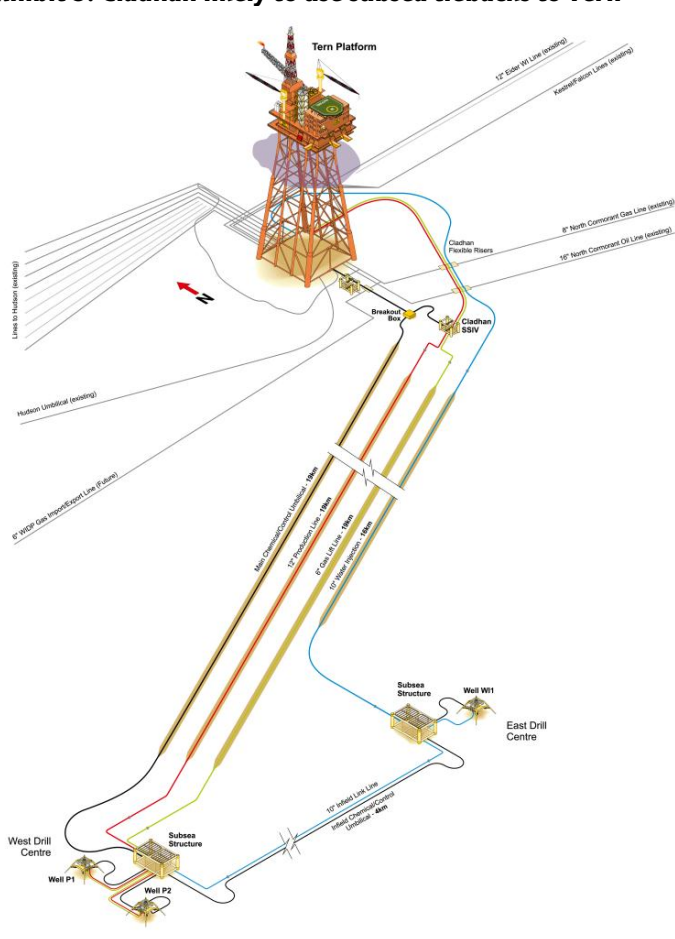 Cladhan likely to use subsea tiebacks to Tern
Tern Platform
12" Eider WI Line (existing)
Kestrel/Falcon Lines (existing)
8" North Cormorant Gas Line (existing)
16" North Cormorant Oil Line (existing)
Cladhan
Flexible Risers
Lines to Hudson (existing)
N
Breakout
Box
Cladhan
SSIV
Hudson Umbilical (existing)
6" WIDP Gas Import/Export Line (Future)
Main Chemical/Control Umbilical - 19km
12" Production Line - 19km
6" Gas Lift Line - 19km
10" Water Injection - 16km
Subsea
Structure
Well WI1
East Drill
Centre
10" Infield Link Line
Infield Chemical/Control
Umbilical - 4km
West Drill
Centre
Subsea
Structure
Well P1
Well P2